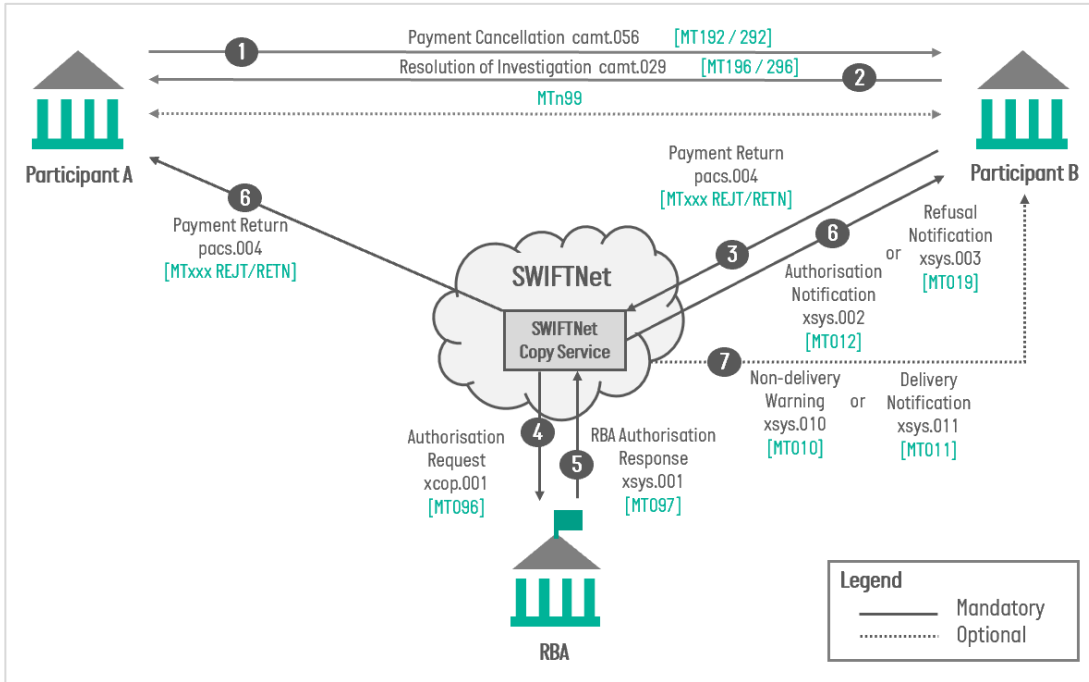 1
Payment Cancellation camt.056 [MT192 / 292]
Resolution of Investigation camt.029 [MT196 / 296]
2
MTn99
Participant A
Participant B
6
Payment Return
pacs.004
[MTxxx REJT/RETN]
Payment Return
pacs.004
[MTxxx REJT/RETN]
3
6
Authorisation
Notification
xsys.002
[MT012]
or
Refusal
Notification
xsys.003
[MT019]
SWIFTNet
SWIFTNet
Copy Service
7
Non-delivery
Warning
xsys.010
[MT010]
or
Delivery
Notification
xsys.011
[MT011]
4
Authorisation
Request
xcop.001
[MT096]
5
RBA Authorisation
Response
xsys.001
[MT097]
RBA
Legend
Mandatory
Optional